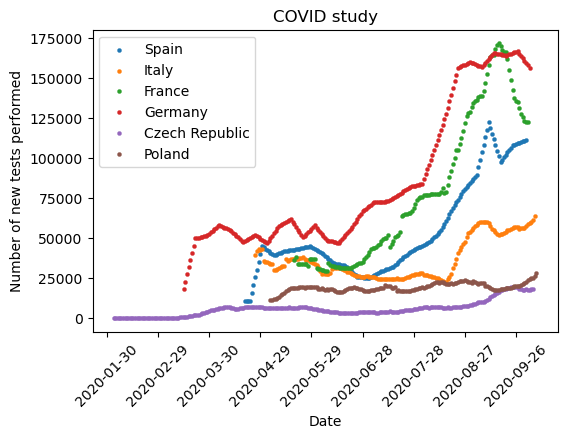 COVID study
Number of new tests performed
175000
150000
125000
100000
75000
50000
25000
0
Spain
Italy
France
Germany
Czech Republic
Poland
2020-01-30
2020-02-29
2020-03-30
2020-04-29
2020-05-29
2020-06-28
2020-07-28
2020-08-27
2020-09-26
Date